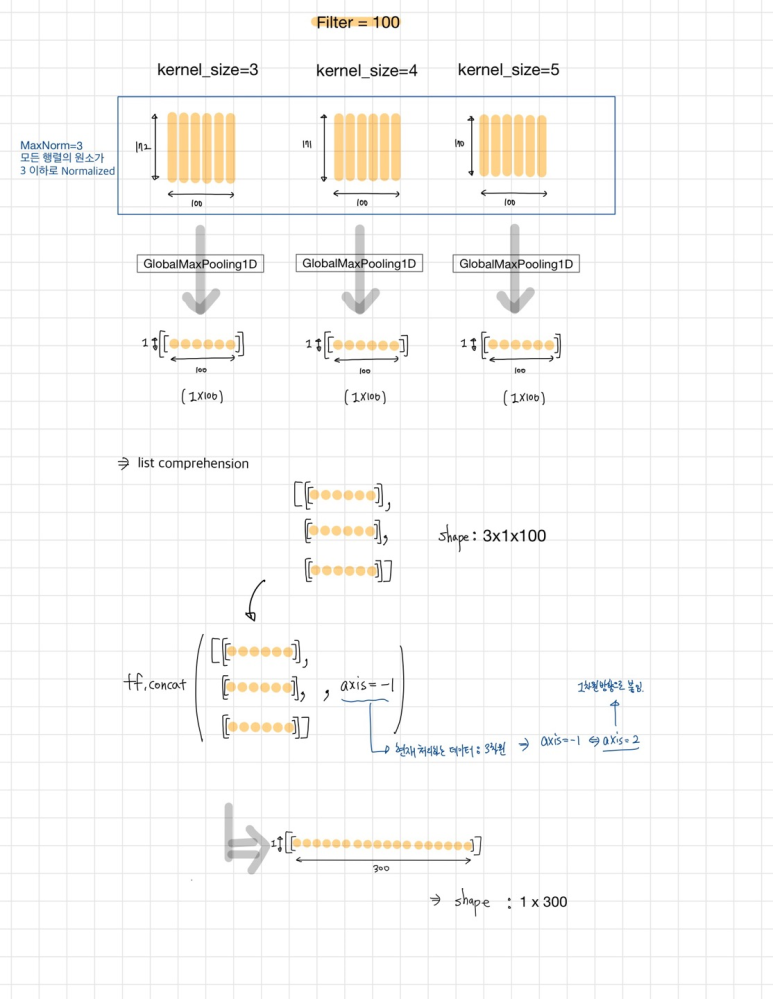 Filter = 100
kernel_size=3 kernel_size=4 kernel_size=5
MaxNorm=3
모든 행렬의 원소가
3 이하로 Normalized
172 171 170
100 100 100
GlobalMaxPooling1D GlobalMaxPooling1D GlobalMaxPooling1D
1 [[ ]] 1 [[ ]] 1 [[ ]]
100 100 100
(1X100) (1X100) (1X100)
⇒ list comprehension
[[[ ]],
[[ ]], shape : 3x1x100
[[ ]]]
1차원 방향으로 붙임.
tf.concat ([[[ ]], [[ ]], [[ ]]] , axis=-1)
현재 처리하는 데이터 : 3차원 ⇒ axis=-1 ⇔ axis=2
1 [[ ]]
300
⇒ shape : 1 x 300